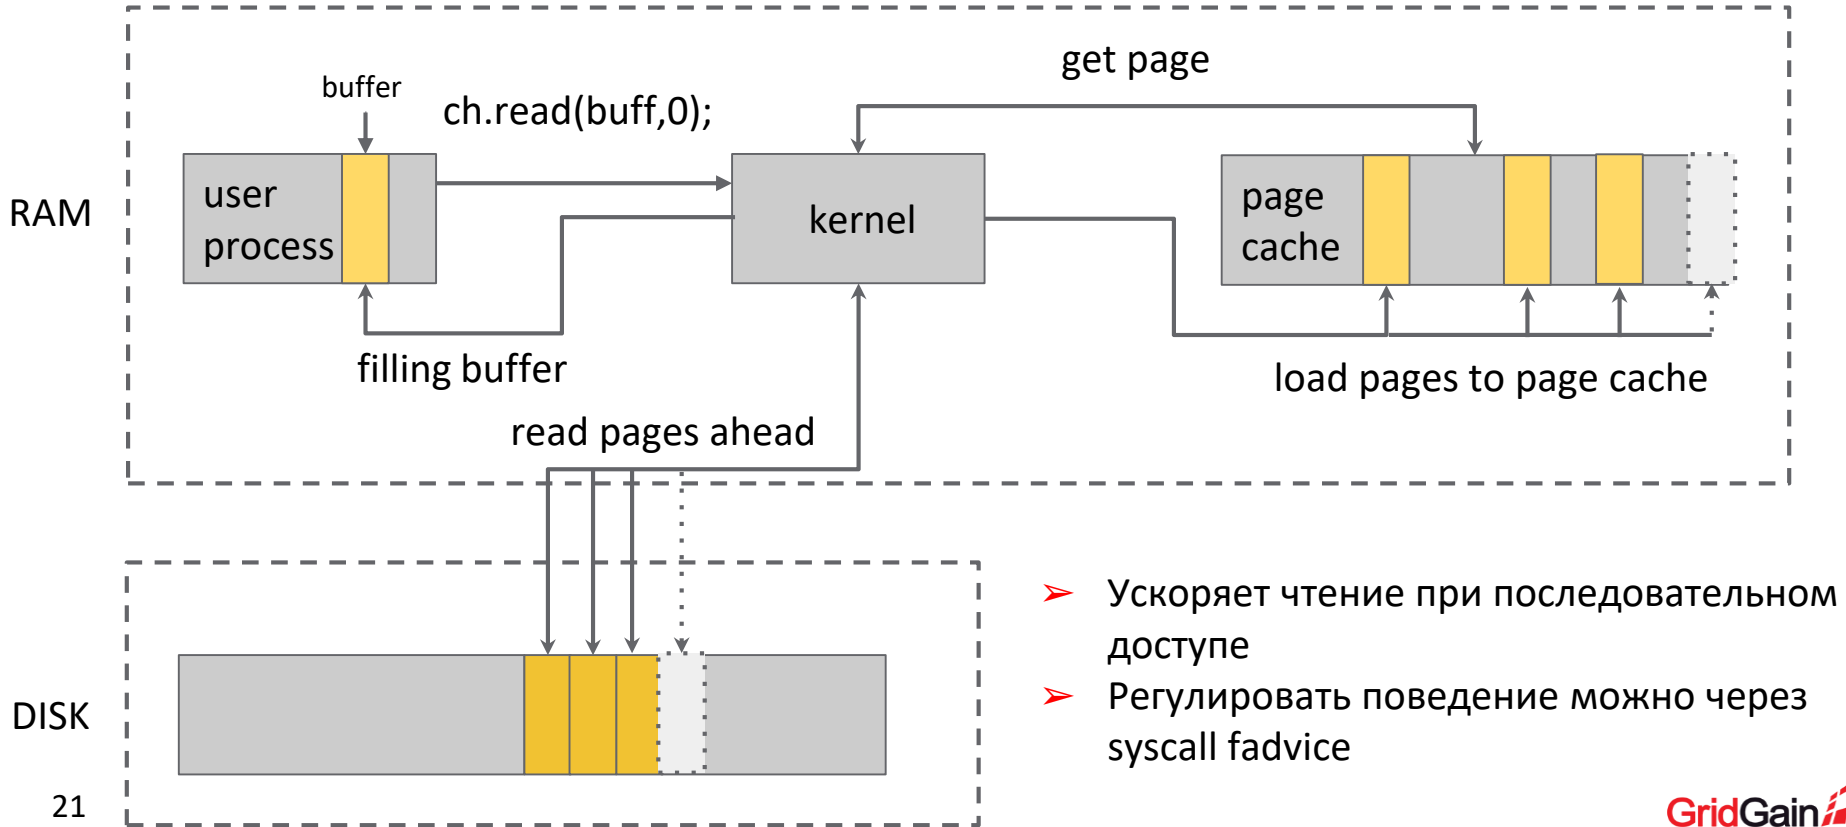 get page
buffer
ch.read(buff,0);
RAM
user
process
kernel
page
cache
filling buffer
load pages to page cache
read pages ahead
DISK
➢ Ускоряет чтение при последовательном
доступе
➢ Регулировать поведение можно через
syscall fadvice
21
GridGain